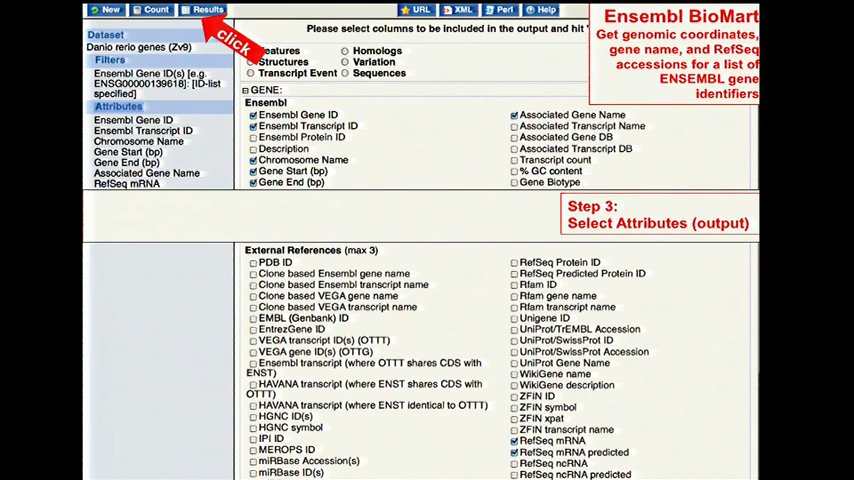 New Count Results URL XML Perl Help
click
Ensembl BioMart
Get genomic coordinates,
gene name, and RefSeq
accessions for a list of
ENSEMBL gene
identifiers
Dataset
Danio rerio genes (Zv9)
Filters
Ensembl Gene ID(s) [e.g.
ENSG00000139618]: [ID-list
specified]
Attributes
Ensembl Gene ID
Ensembl Transcript ID
Chromosome Name
Gene Start (bp)
Gene End (bp)
Associated Gene Name
RefSeq mRNA
Please select columns to be included in the output and hit '
Features Homologs
Structures Variation
Transcript Event Sequences
GENE:
Ensembl
Ensembl Gene ID
Ensembl Transcript ID
Ensembl Protein ID
Description
Chromosome Name
Gene Start (bp)
Gene End (bp)
Associated Gene Name
Associated Transcript Name
Associated Gene DB
Associated Transcript DB
Transcript count
% GC content
Gene Biotype
Step 3:
Select Attributes (output)
External References (max 3)
PDB ID
Clone based Ensembl gene name
Clone based Ensembl transcript name
Clone based VEGA gene name
Clone based VEGA transcript name
EMBL (Genbank) ID
EntrezGene ID
VEGA transcript ID(s) (OTTT)
VEGA gene ID(s) (OTTG)
Ensembl transcript (where OTTT shares CDS with
ENST)
HAVANA transcript (where ENST shares CDS with
OTTT)
HAVANA transcript (where ENST identical to OTTT)
HGNC ID(s)
HGNC symbol
IPI ID
MEROPS ID
miRBase Accession(s)
miRBase ID(s)
RefSeq Protein ID
RefSeq Predicted Protein ID
Rfam ID
Rfam gene name
Rfam transcript name
Unigene ID
UniProt/TrEMBL Accession
UniProt/SwissProt ID
UniProt/SwissProt Accession
UniProt Gene Name
WikiGene name
WikiGene description
ZFIN ID
ZFIN symbol
ZFIN xpat
ZFIN transcript name
RefSeq mRNA
RefSeq mRNA predicted
RefSeq ncRNA
RefSeq ncRNA predicted